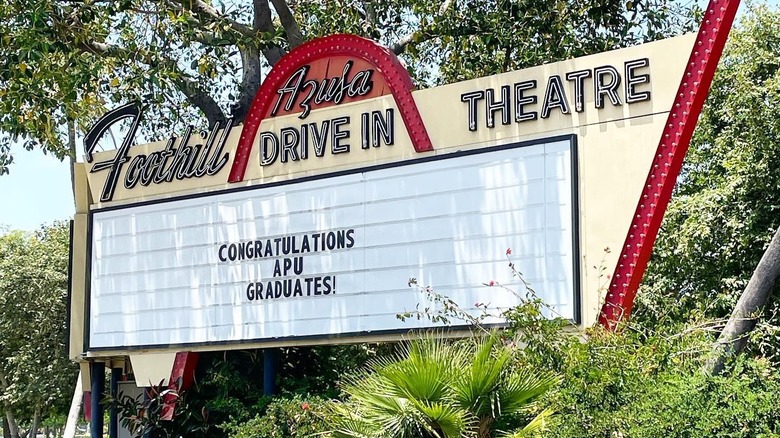 Azusa
Foothill DRIVE IN THEATRE
CONGRATULATIONS
APU
GRADUATES!